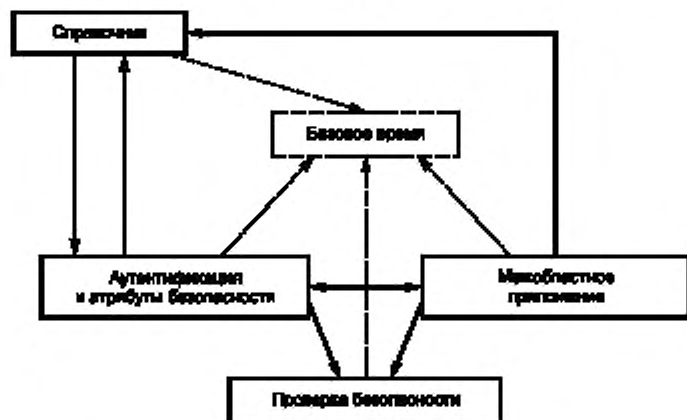 Справочник
Базовое время
Аутентификация
и атрибуты безопасности
Межобластное
приложение
Проверка безопасности